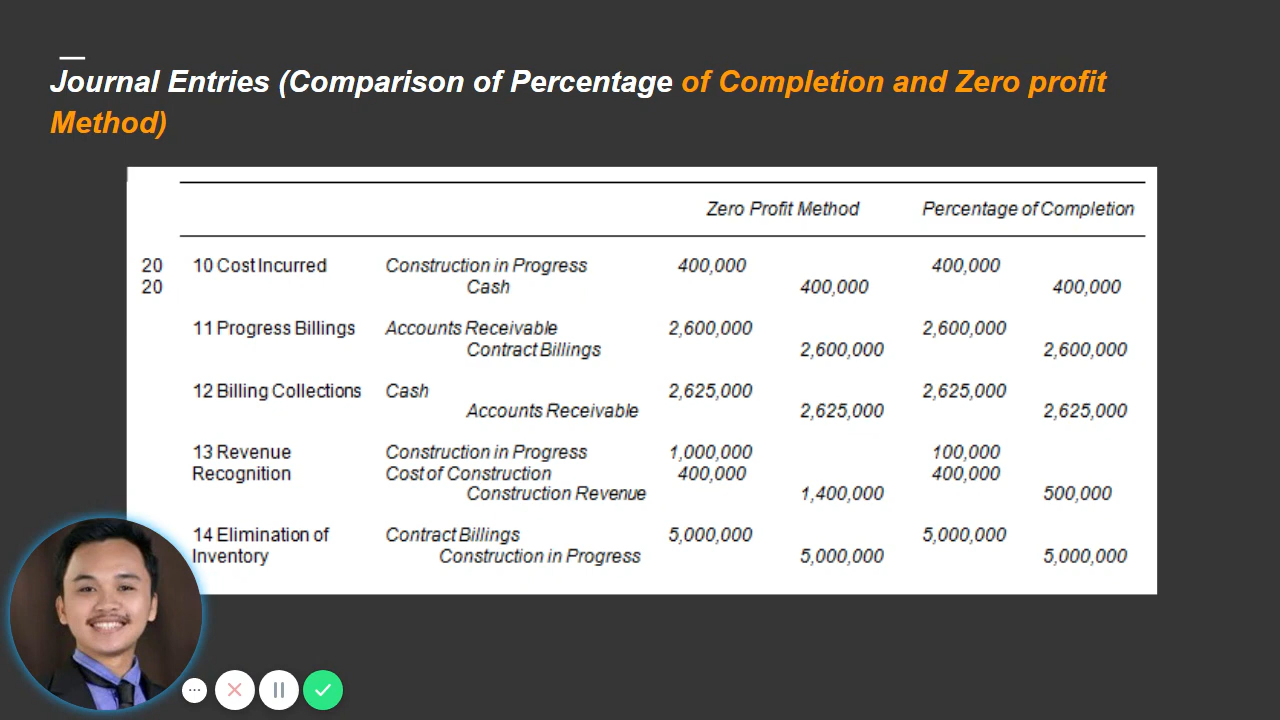 Journal Entries (Comparison of Percentage of Completion and Zero profit
Method)
Zero Profit Method Percentage of Completion
20 10 Cost Incurred Construction in Progress 400,000 400,000
20 Cash 400,000 400,000
11 Progress Billings Accounts Receivable 2,600,000 2,600,000
Contract Billings 2,600,000 2,600,000
12 Billing Collections Cash 2,625,000 2,625,000
Accounts Receivable 2,625,000 2,625,000
13 Revenue Construction in Progress 1,000,000 100,000
Recognition Cost of Construction 400,000 400,000
Construction Revenue 1,400,000 500,000
14 Elimination of Contract Billings 5,000,000 5,000,000
Inventory Construction in Progress 5,000,000 5,000,000